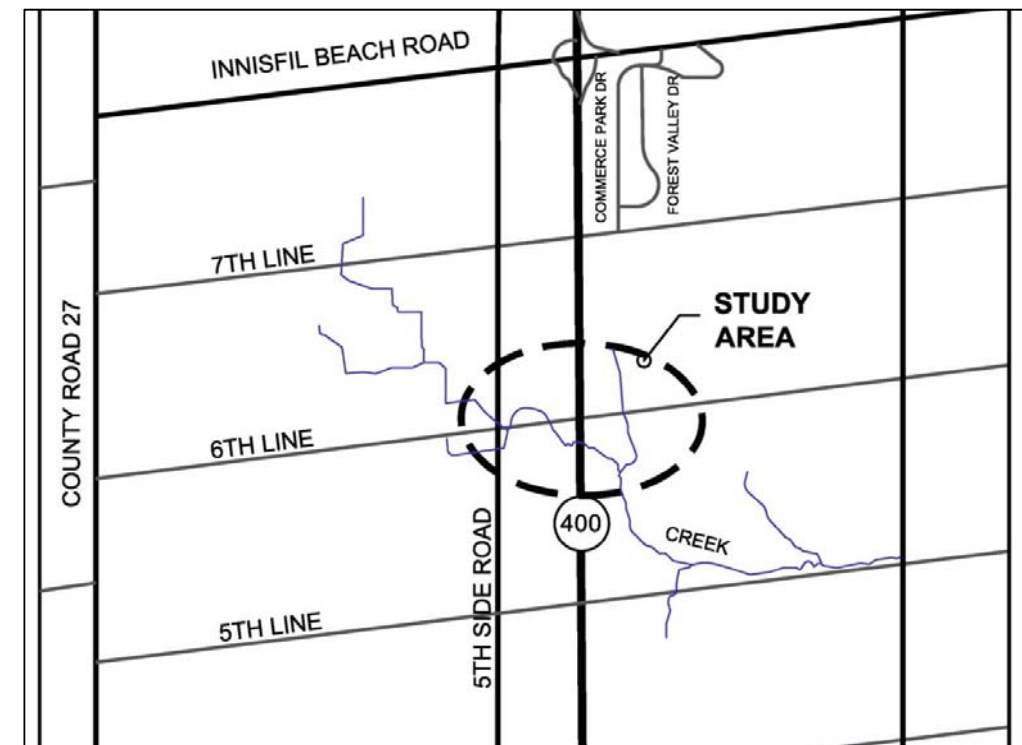 INNISFIL BEACH ROAD
COMMERCE PARK DR
FOREST VALLEY DR
7TH LINE
STUDY
AREA
COUNTY ROAD 27
6TH LINE
400
CREEK
5TH SIDE ROAD
5TH LINE